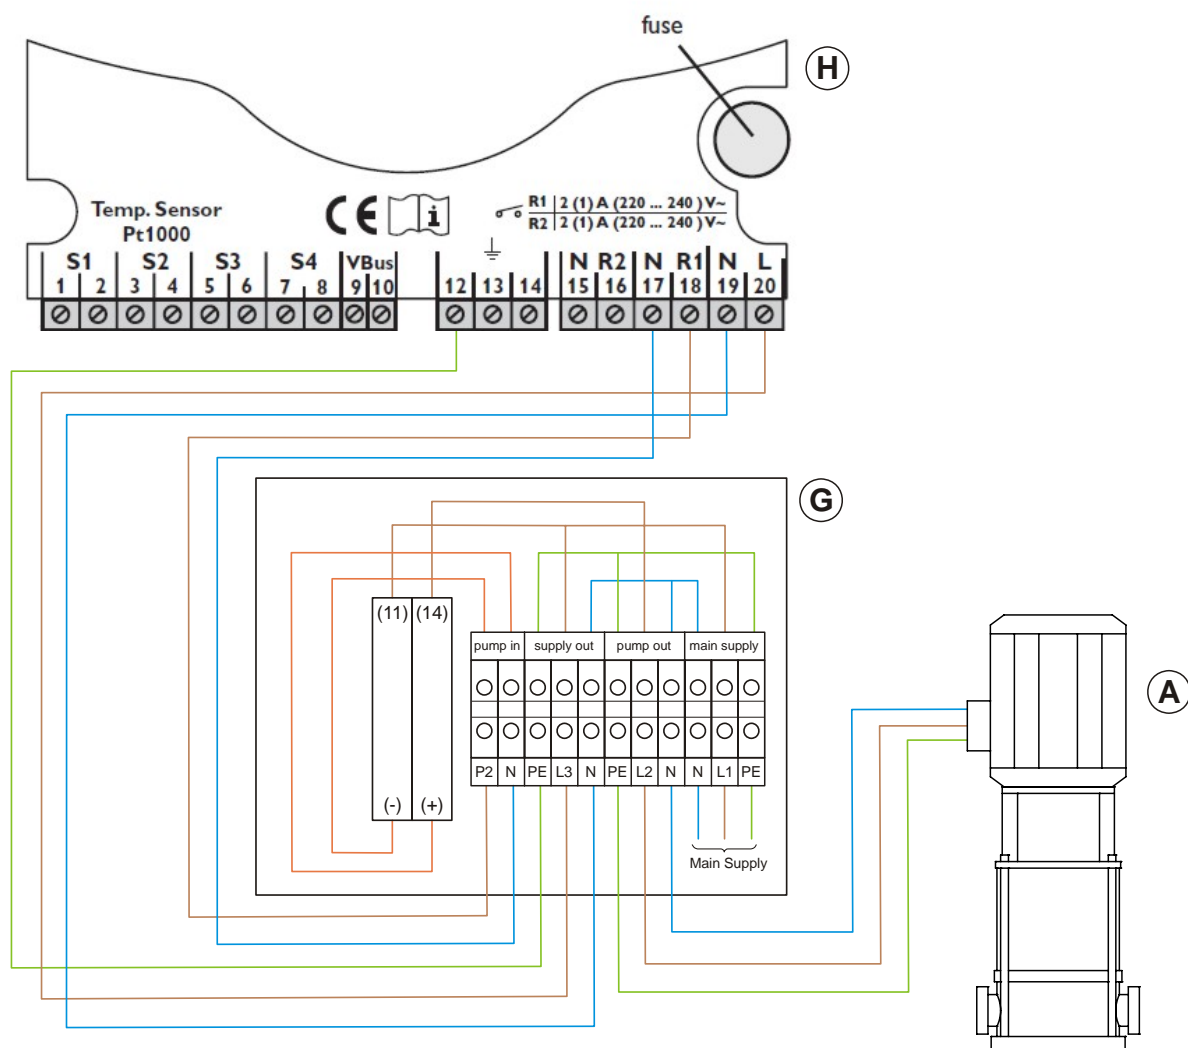 fuse
H
Temp. Sensor
Pt1000
CE i
R1 2 (1) A (220 ... 240 ) V~
R2 2 (1) A (220 ... 240 ) V~
S1 S2 S3 S4 VBus N R2 N R1 N L
1 2 3 4 5 6 7 8 9 10 12 13 14 15 16 17 18 19 20
G
(11) (14)
pump in supply out pump out main supply
P2 N PE L3 N PE L2 N N L1 PE
(-) (+)
Main Supply
A